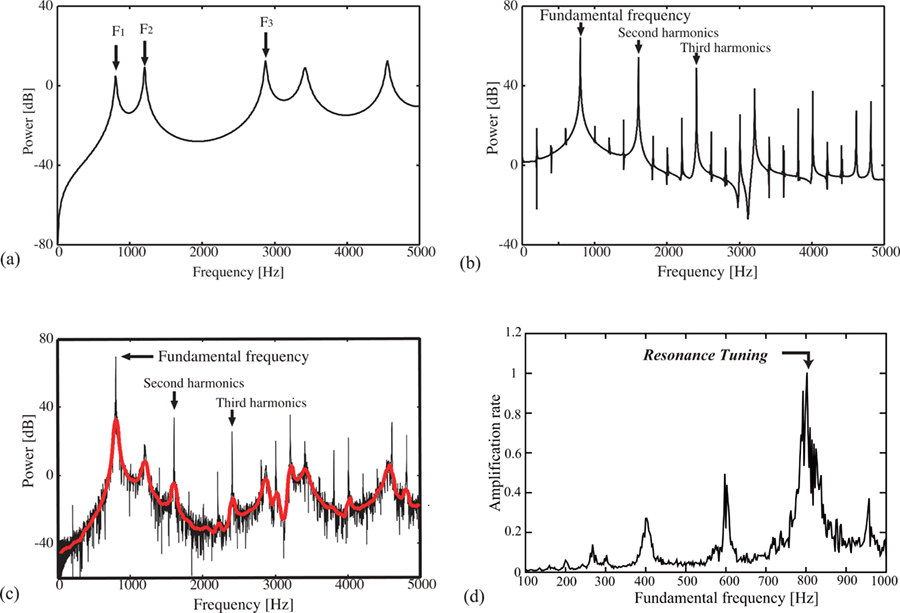 F1
F2
F3
40
0
-40
-80
Power [dB]
0
1000
2000
3000
4000
5000
Frequency [Hz]
(a)
Fundamental frequency
Second harmonics
Third harmonics
80
40
0
-40
Power [dB]
0
1000
2000
3000
4000
5000
Frequency [Hz]
(b)
Fundamental frequency
Second harmonics
Third harmonics
80
40
0
-40
Power [dB]
0
1000
2000
3000
4000
5000
Frequency [Hz]
(c)
Resonance Tuning
1.2
1
0.8
0.6
0.4
0.2
0
Amplification rate
100
200
300
400
500
600
700
800
900
1000
Fundamental frequency [Hz]
(d)